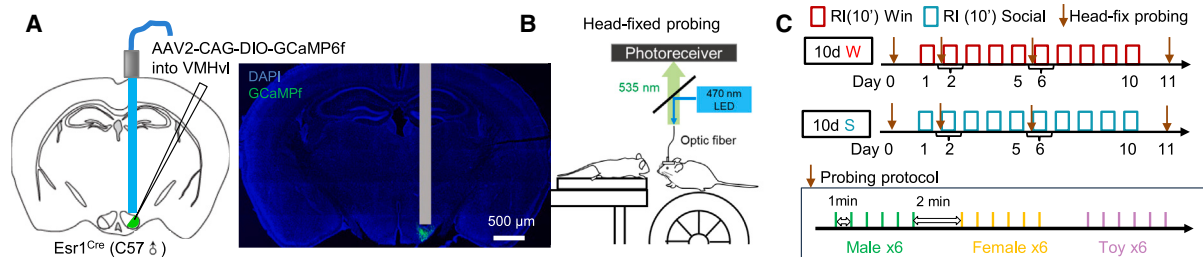 A
AAV2-CAG-DIO-GCaMP6f
into VMHvl
DAPI
GCaMPf
500 µm
Esr1Cre (C57 ♂)
B
Head-fixed probing
Photoreceiver
535 nm
470 nm
LED
Optic fiber
C
RI(10’) Win
RI (10’) Social
Head-fix probing
10d W
Day 0
1
2
5
6
10
11
10d S
Day 0
1
2
5
6
10
11
Probing protocol
1min
2 min
Male x6
Female x6
Toy x6